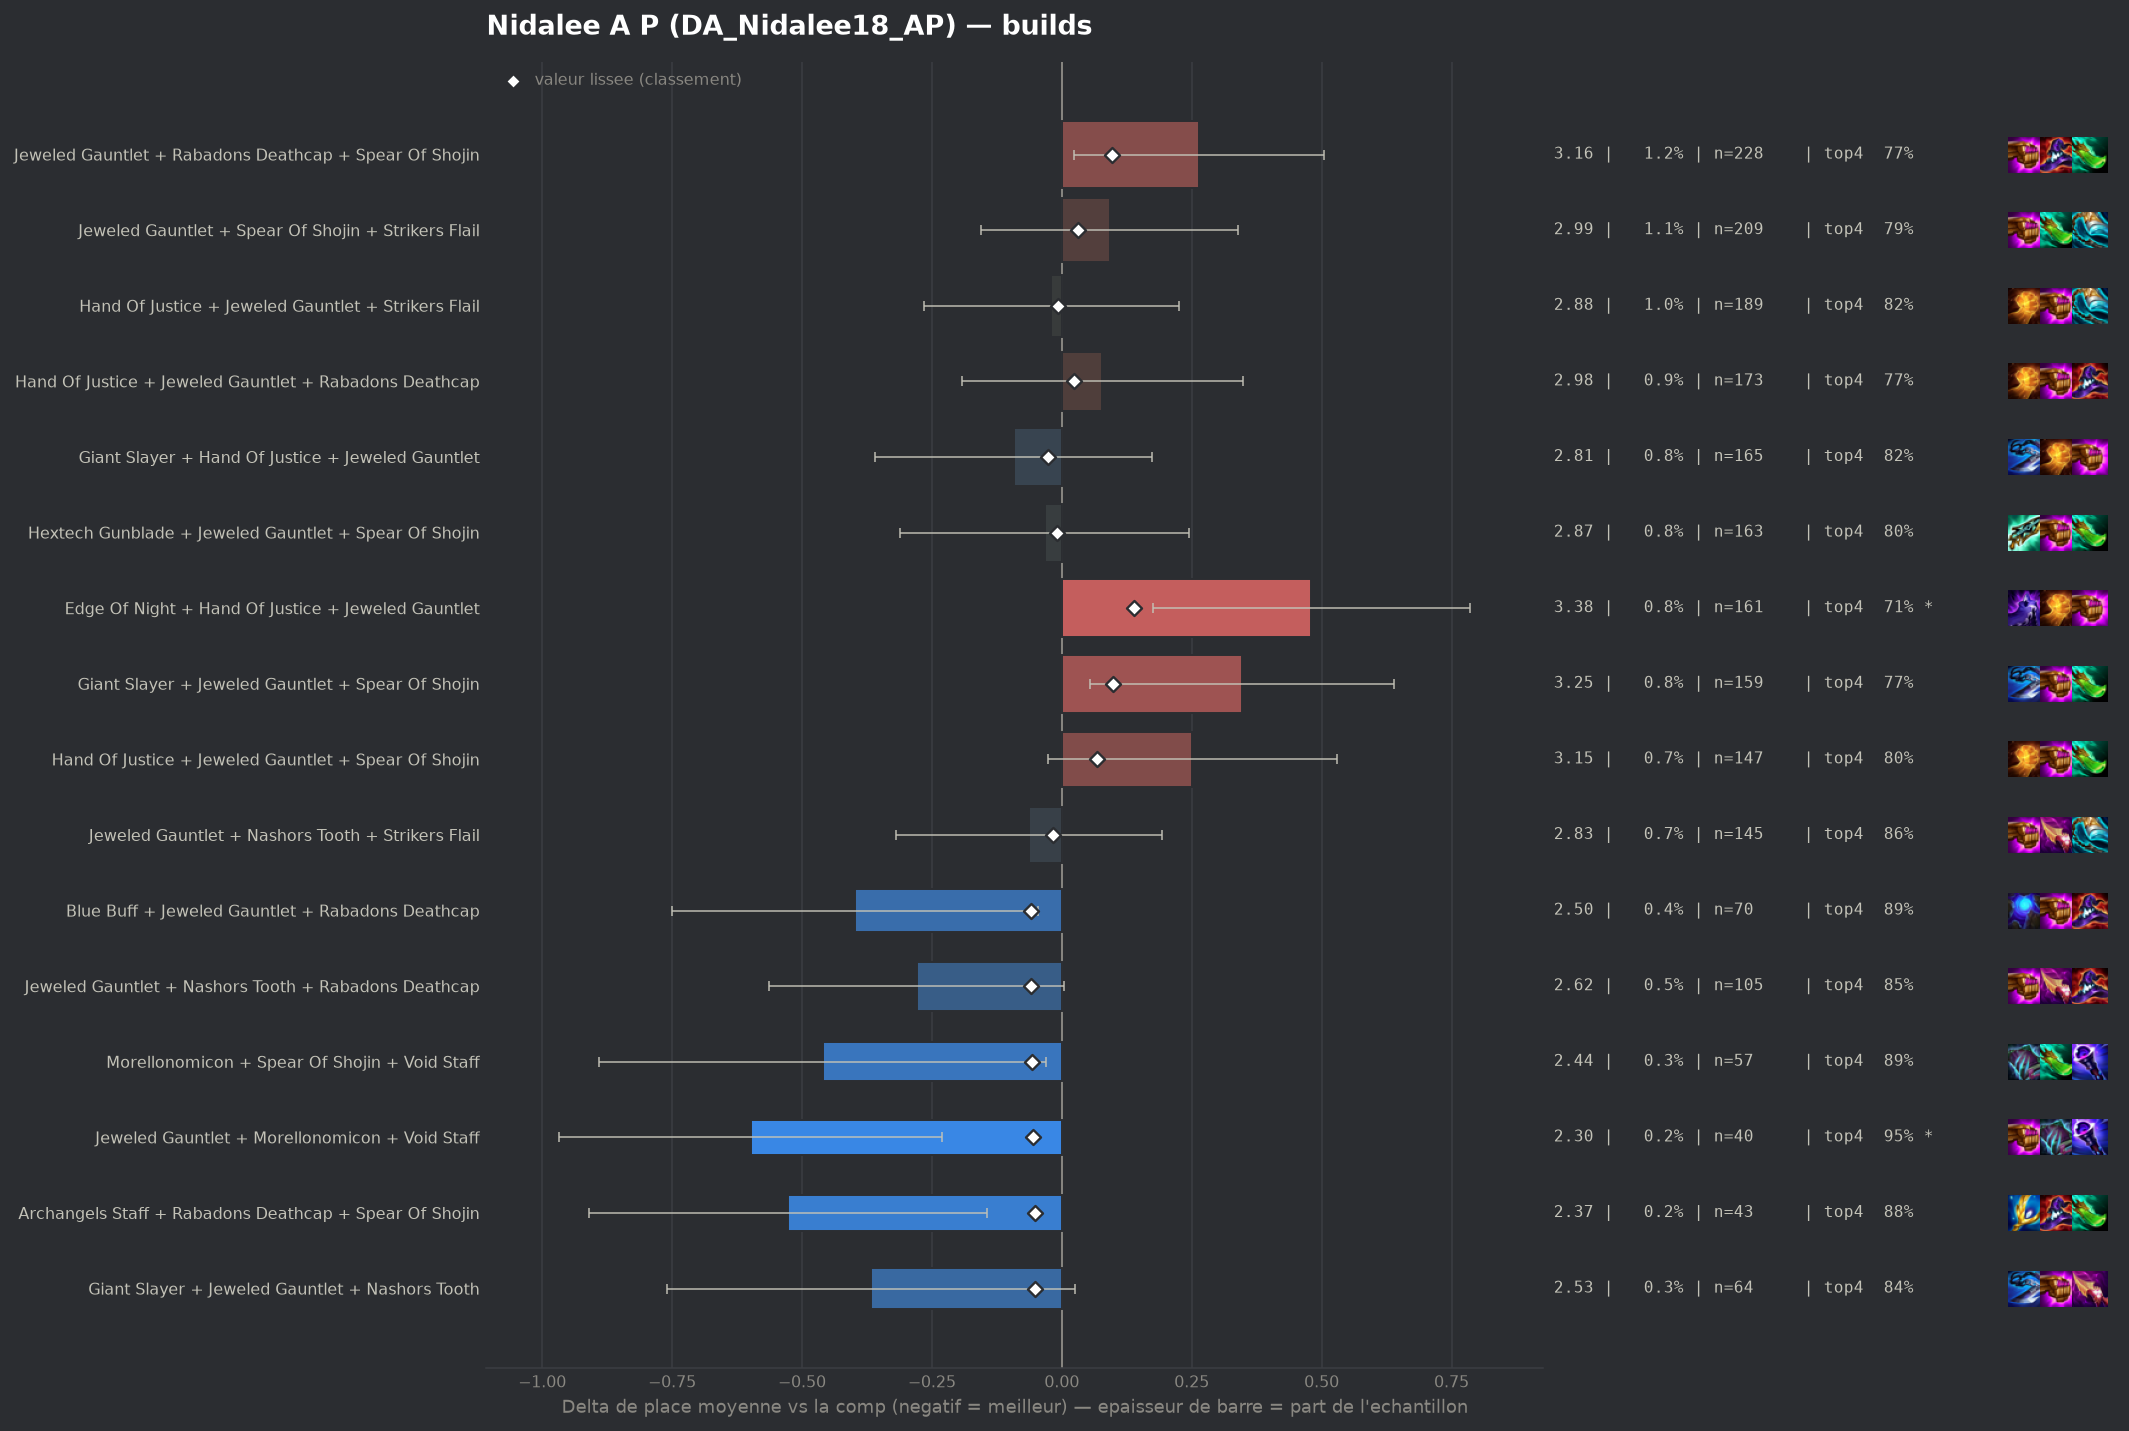 Nidalee A P (DA_Nidalee18_AP) — builds
valeur lissee (classement)
Jeweled Gauntlet + Rabadons Deathcap + Spear Of Shojin 3.16 | 1.2% | n=228 | top4 77%
Jeweled Gauntlet + Spear Of Shojin + Strikers Flail 2.99 | 1.1% | n=209 | top4 79%
Hand Of Justice + Jeweled Gauntlet + Strikers Flail 2.88 | 1.0% | n=189 | top4 82%
Hand Of Justice + Jeweled Gauntlet + Rabadons Deathcap 2.98 | 0.9% | n=173 | top4 77%
Giant Slayer + Hand Of Justice + Jeweled Gauntlet 2.81 | 0.8% | n=165 | top4 82%
Hextech Gunblade + Jeweled Gauntlet + Spear Of Shojin 2.87 | 0.8% | n=163 | top4 80%
Edge Of Night + Hand Of Justice + Jeweled Gauntlet 3.38 | 0.8% | n=161 | top4 71% *
Giant Slayer + Jeweled Gauntlet + Spear Of Shojin 3.25 | 0.8% | n=159 | top4 77%
Hand Of Justice + Jeweled Gauntlet + Spear Of Shojin 3.15 | 0.7% | n=147 | top4 80%
Jeweled Gauntlet + Nashors Tooth + Strikers Flail 2.83 | 0.7% | n=145 | top4 86%
Blue Buff + Jeweled Gauntlet + Rabadons Deathcap 2.50 | 0.4% | n=70 | top4 89%
Jeweled Gauntlet + Nashors Tooth + Rabadons Deathcap 2.62 | 0.5% | n=105 | top4 85%
Morellonomicon + Spear Of Shojin + Void Staff 2.44 | 0.3% | n=57 | top4 89%
Jeweled Gauntlet + Morellonomicon + Void Staff 2.30 | 0.2% | n=40 | top4 95% *
Archangels Staff + Rabadons Deathcap + Spear Of Shojin 2.37 | 0.2% | n=43 | top4 88%
Giant Slayer + Jeweled Gauntlet + Nashors Tooth 2.53 | 0.3% | n=64 | top4 84%
−1.00 −0.75 −0.50 −0.25 0.00 0.25 0.50 0.75
Delta de place moyenne vs la comp (negatif = meilleur) — epaisseur de barre = part de l'echantillon